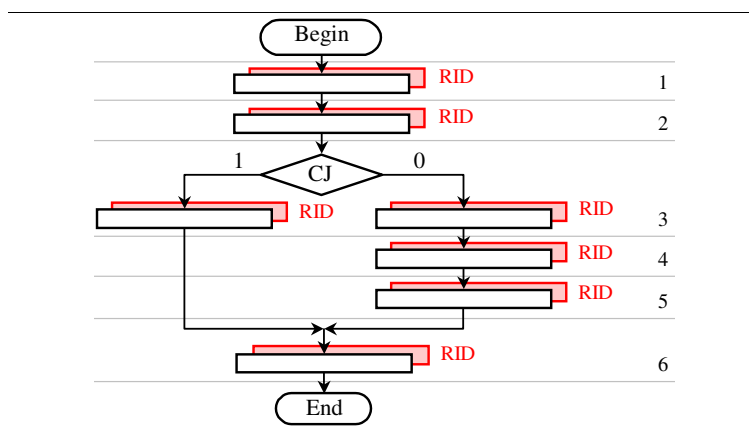 Begin
RID 1
RID 2
1 CJ 0
RID RID 3
RID 4
RID 5
RID 6
End